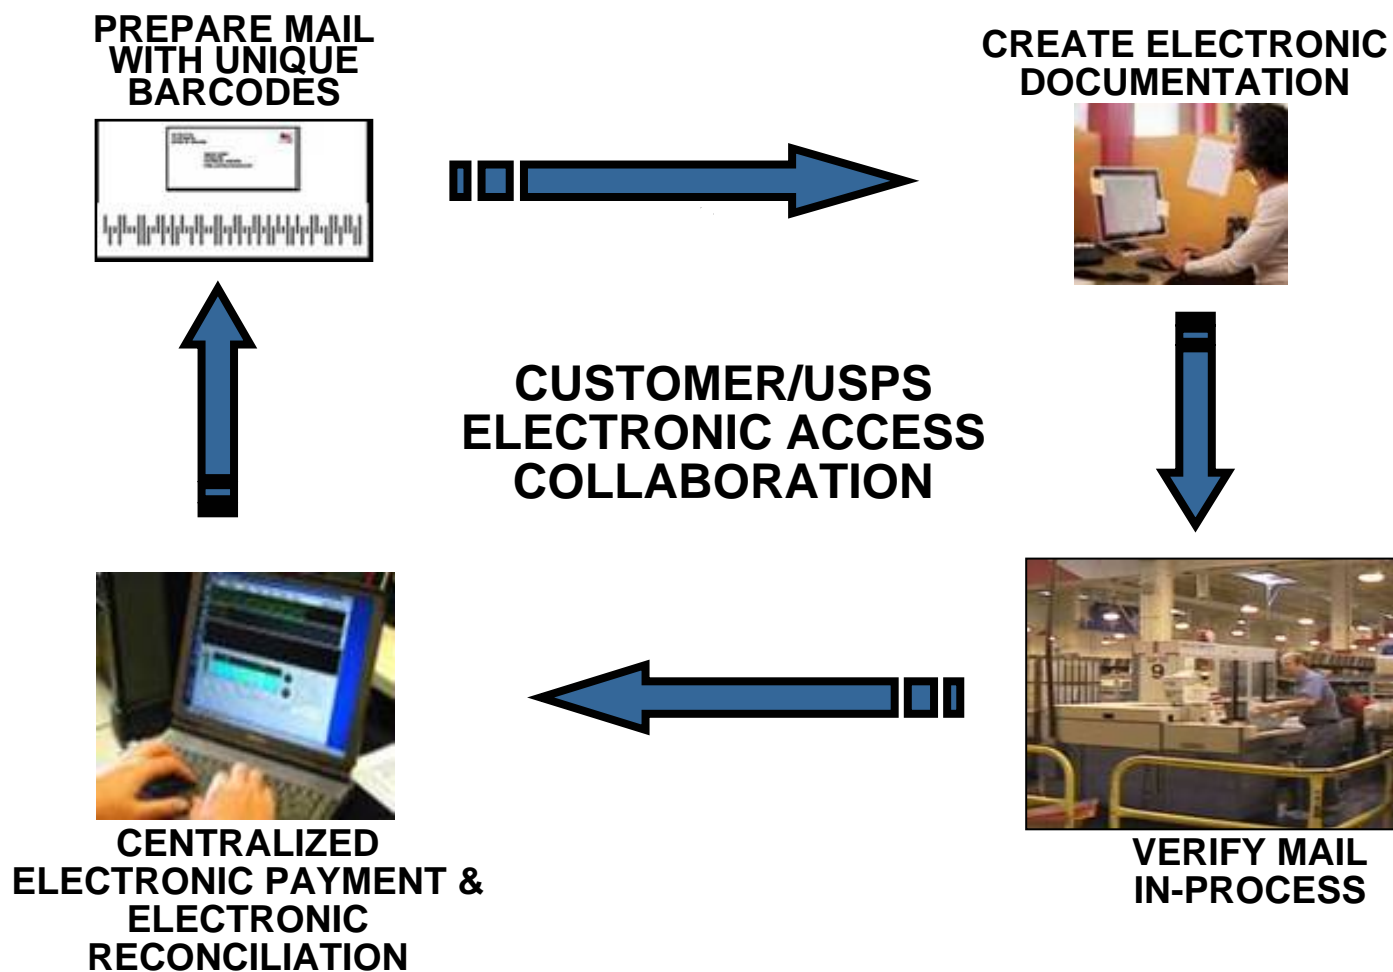 PREPARE MAIL
WITH UNIQUE
BARCODES
CREATE ELECTRONIC
DOCUMENTATION
CUSTOMER/USPS
ELECTRONIC ACCESS
COLLABORATION
CENTRALIZED
ELECTRONIC PAYMENT &
ELECTRONIC
RECONCILIATION
VERIFY MAIL
IN-PROCESS